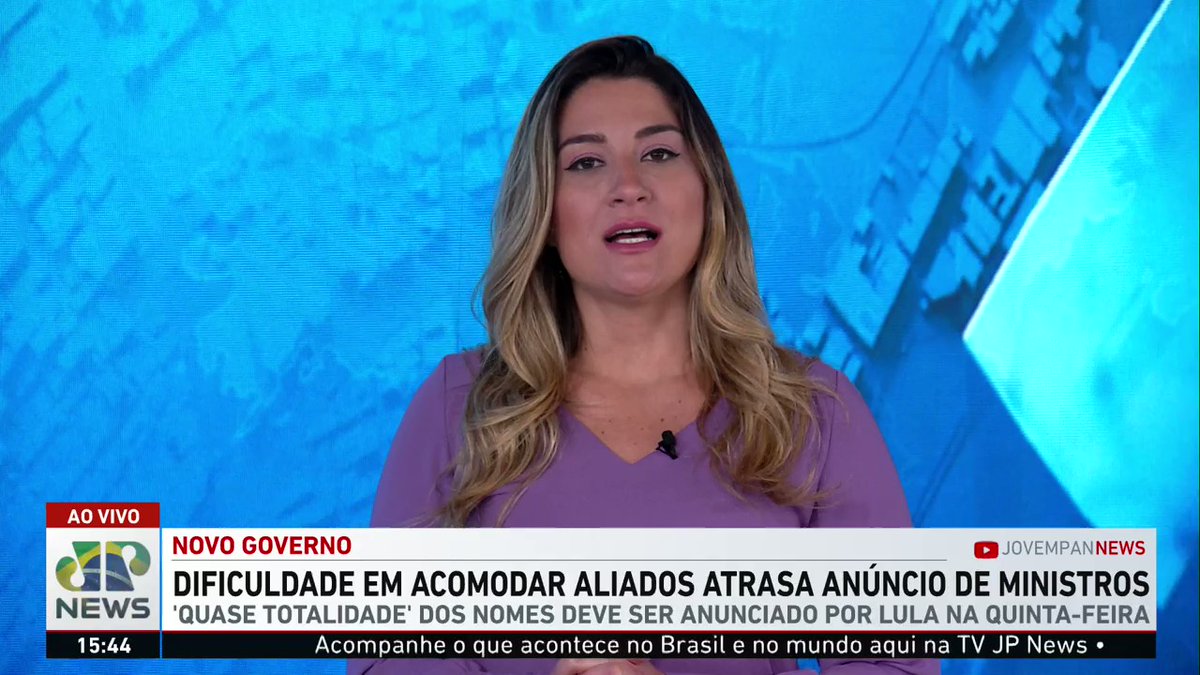 AO VIVO
NOVO GOVERNO
JOVEMPANNEWS
JP
NEWS
DIFICULDADE EM ACOMODAR ALIADOS ATRASA ANÚNCIO DE MINISTROS
'QUASE TOTALIDADE' DOS NOMES DEVE SER ANUNCIADO POR LULA NA QUINTA-FEIRA
15:44
Acompanhe o que acontece no Brasil e no mundo aqui na TV JP News •